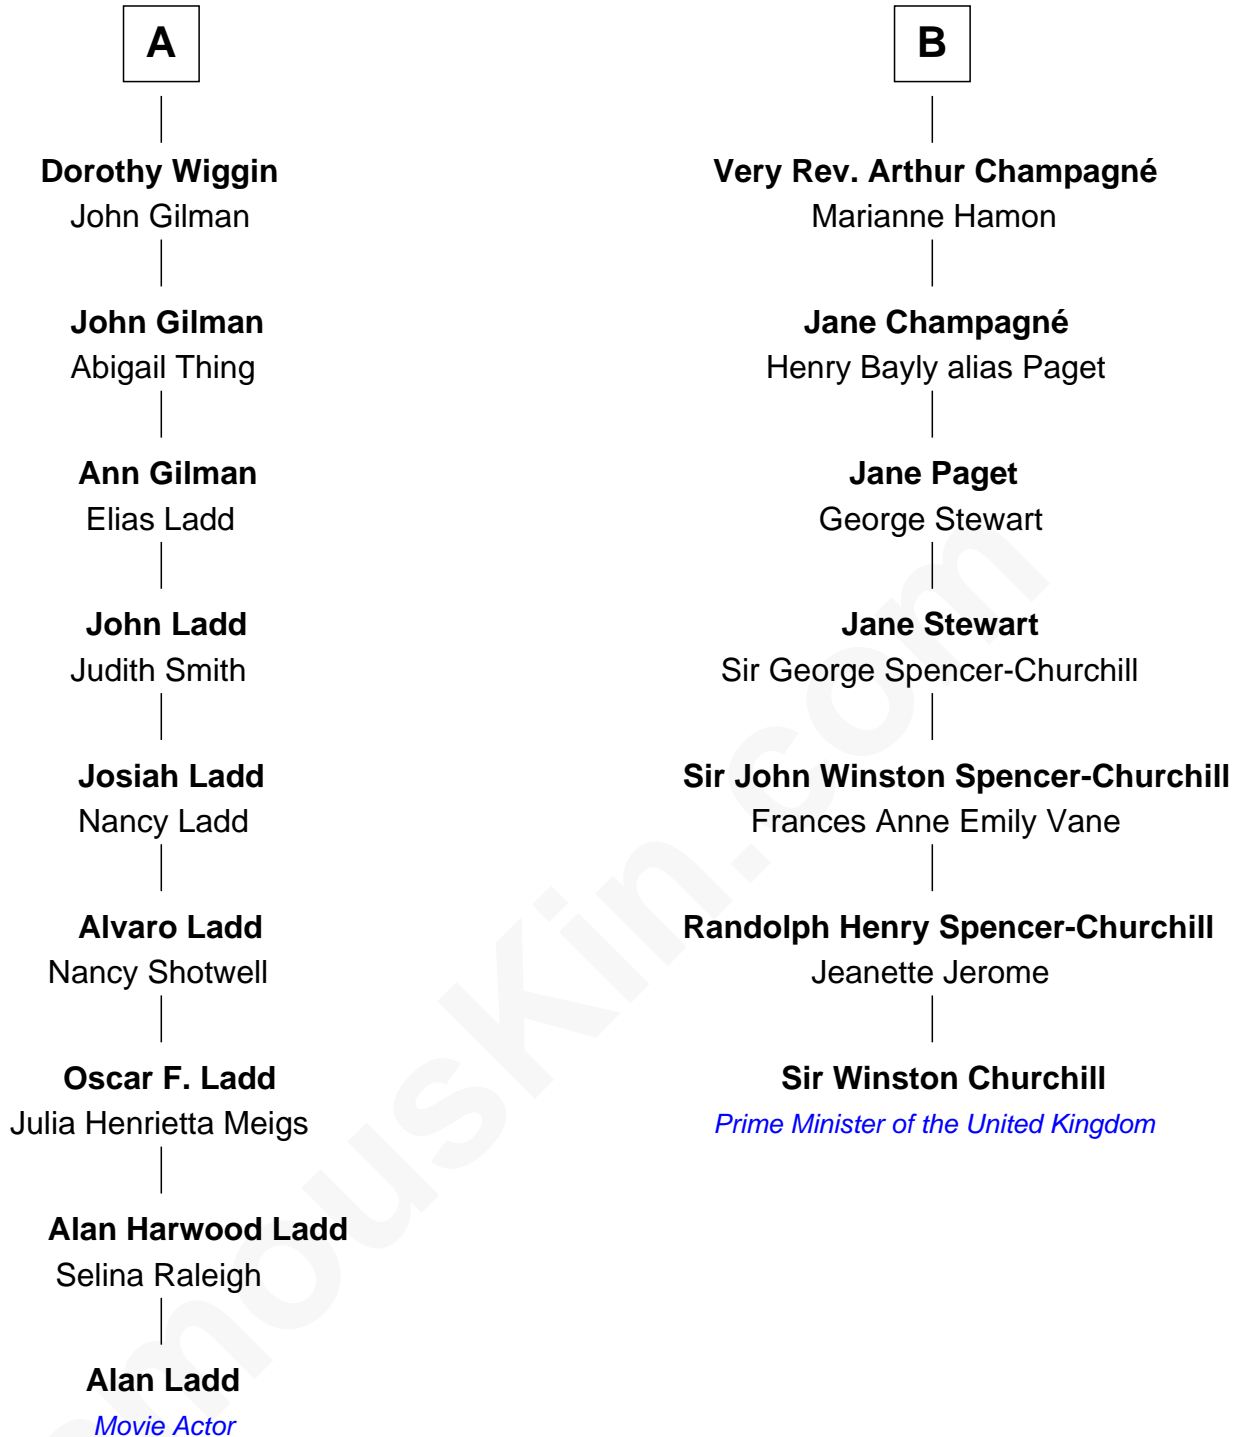 A
Dorothy Wiggin
John Gilman
John Gilman
Abigail Thing
Ann Gilman
Elias Ladd
John Ladd
Judith Smith
Josiah Ladd
Nancy Ladd
Alvaro Ladd
Nancy Shotwell
Oscar F. Ladd
Julia Henrietta Meigs
Alan Harwood Ladd
Selina Raleigh
Alan Ladd
Movie Actor
B
Very Rev. Arthur Champagné
Marianne Hamon
Jane Champagné
Henry Bayly alias Paget
Jane Paget
George Stewart
Jane Stewart
Sir George Spencer-Churchill
Sir John Winston Spencer-Churchill
Frances Anne Emily Vane
Randolph Henry Spencer-Churchill
Jeanette Jerome
Sir Winston Churchill
Prime Minister of the United Kingdom
mousKin.com